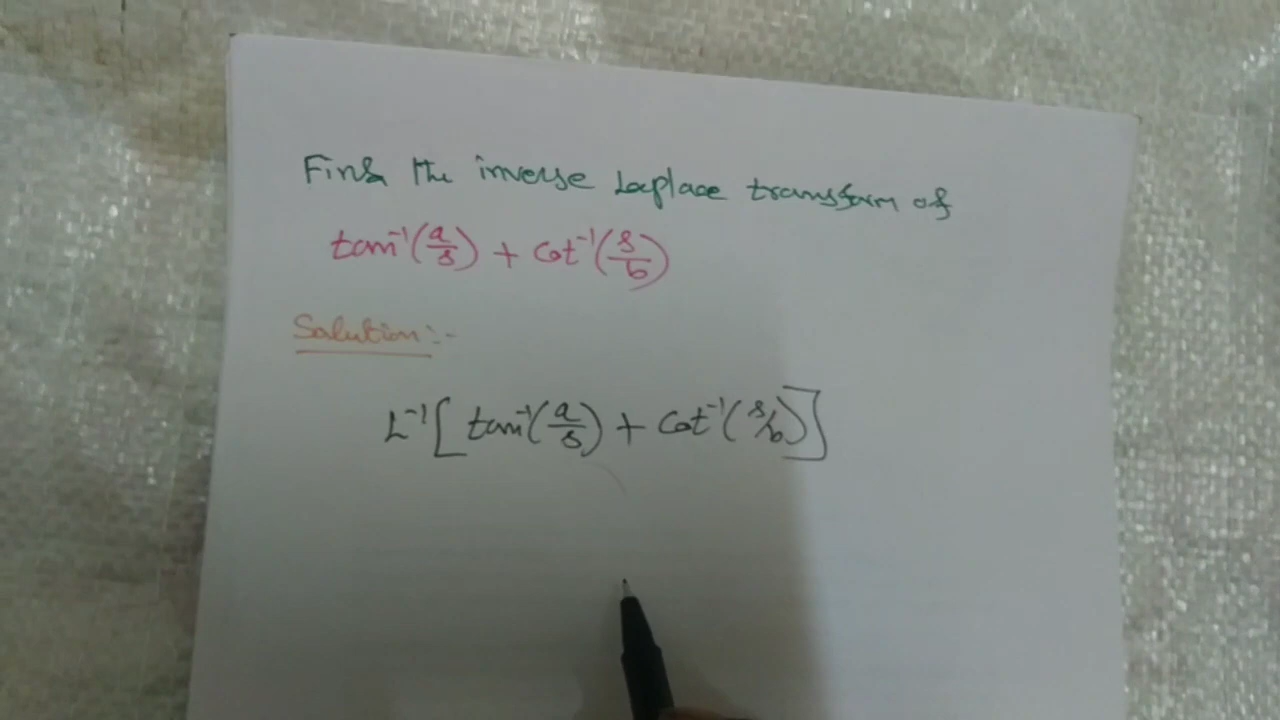 Find the inverse Laplace transform of
tan⁻¹(a/s) + cot⁻¹(s/b)
Solution:-
L⁻¹[tan⁻¹(a/s) + cot⁻¹(s/b)]